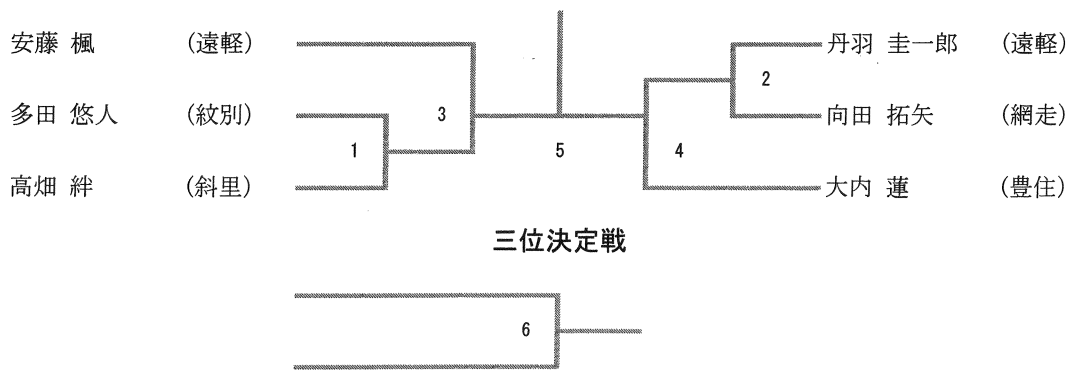 安藤 楓 (遠軽) 丹羽 圭一郎 (遠軽)
2
多田 悠人 (紋別) 3 向田 拓矢 (網走)
1 5 4
高畑 絆 (斜里) 大内 蓮 (豊住)
三位決定戦
6